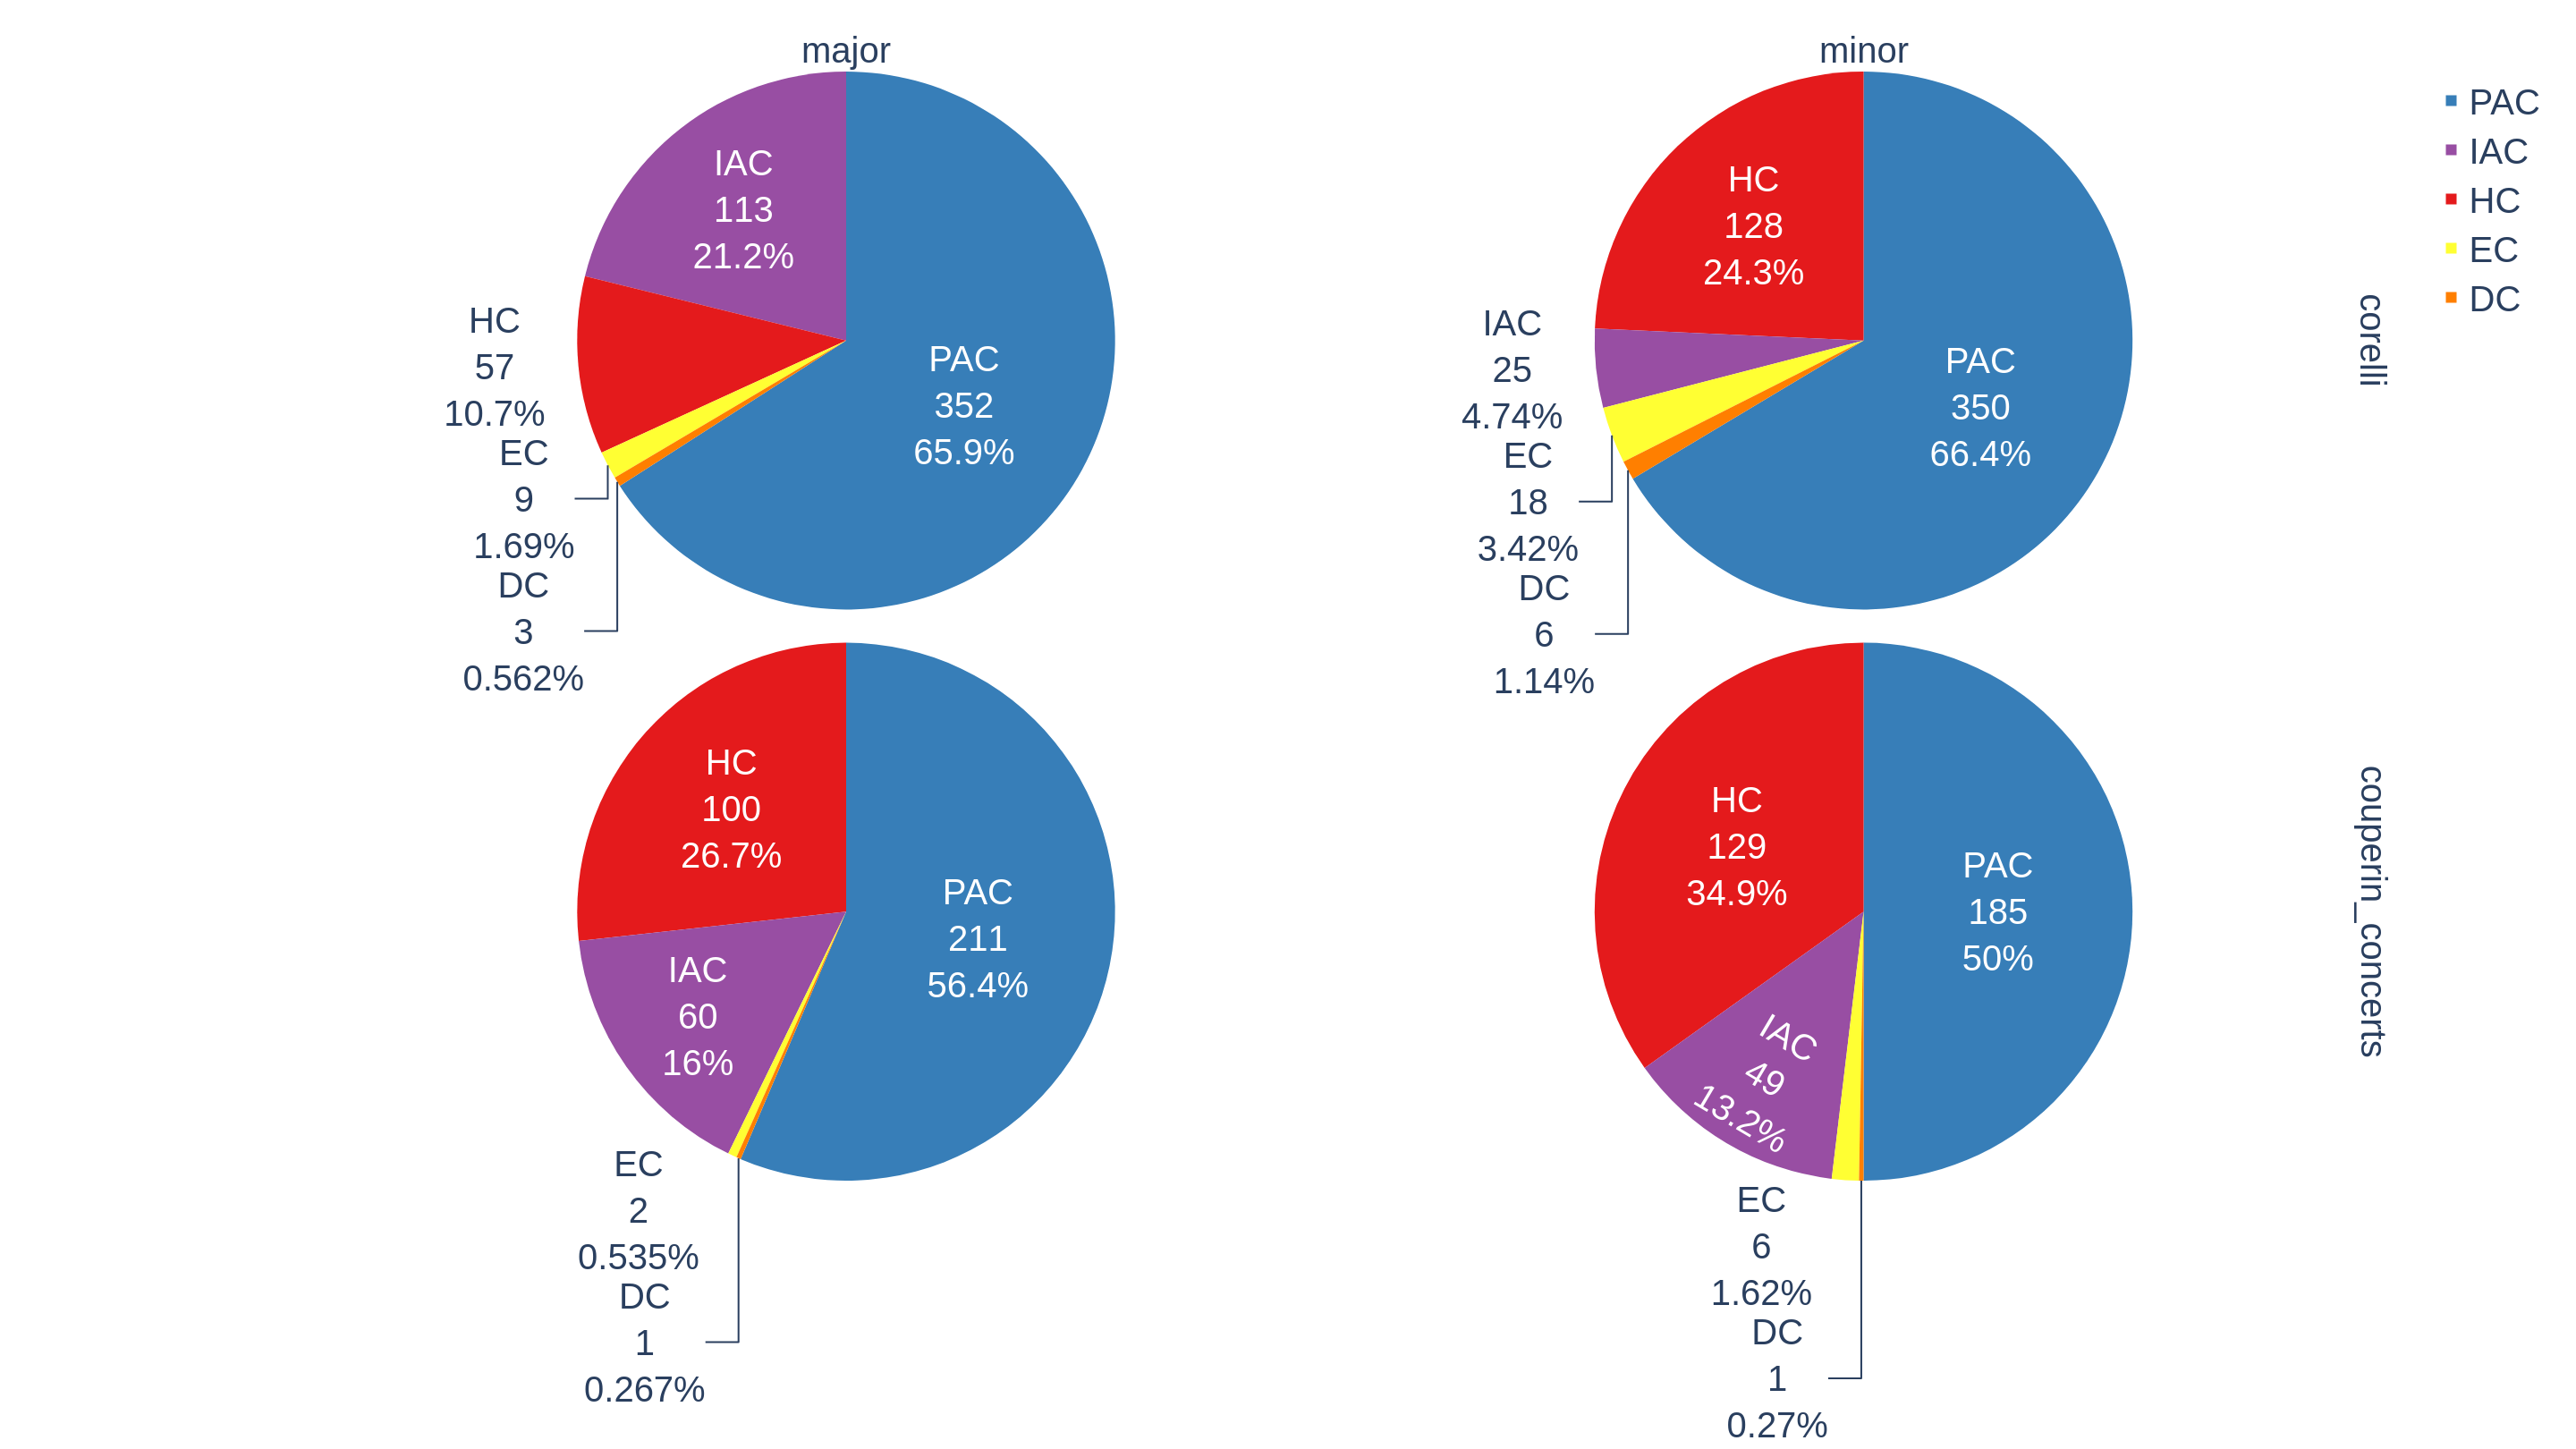 major
minor
PAC
IAC
HC
EC
DC
corelli
couperin_concerts
IAC
113
21.2%
HC
57
10.7%
EC
9
1.69%
DC
3
0.562%
PAC
352
65.9%
HC
128
24.3%
IAC
25
4.74%
EC
18
3.42%
DC
6
1.14%
PAC
350
66.4%
HC
100
26.7%
IAC
60
16%
EC
2
0.535%
DC
1
0.267%
PAC
211
56.4%
HC
129
34.9%
IAC
49
13.2%
EC
6
1.62%
DC
1
0.27%
PAC
185
50%